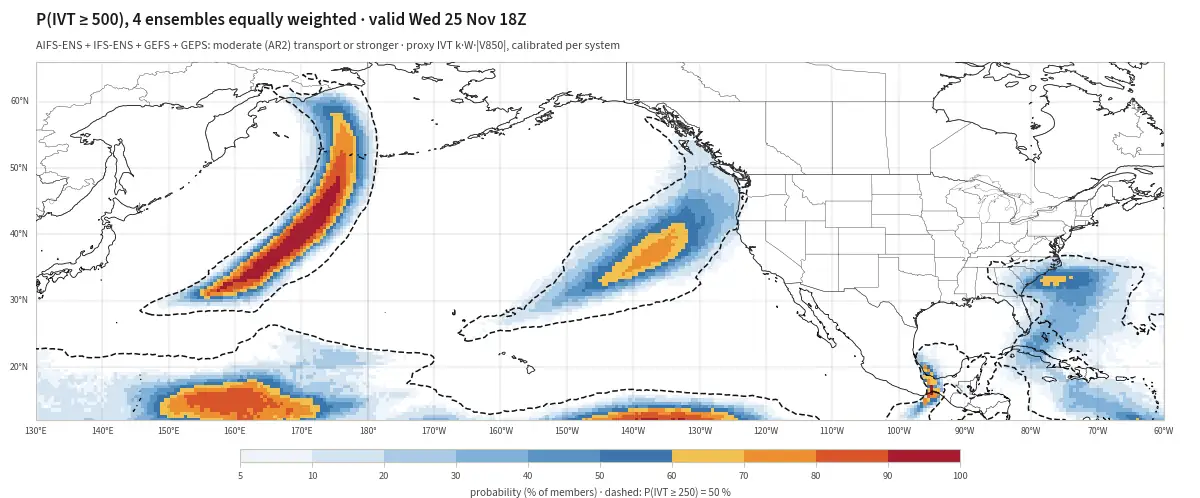 P(IVT ≥ 500), 4 ensembles equally weighted · valid Wed 25 Nov 18Z
AIFS-ENS + IFS-ENS + GEFS + GEPS: moderate (AR2) transport or stronger · proxy IVT k·W·|V850|, calibrated per system
60°N
50°N
40°N
30°N
20°N
130°E 140°E 150°E 160°E 170°E 180° 170°W 160°W 150°W 140°W 130°W 120°W 110°W 100°W 90°W 80°W 70°W 60°W
5 10 20 30 40 50 60 70 80 90 100
probability (% of members) · dashed: P(IVT ≥ 250) = 50 %